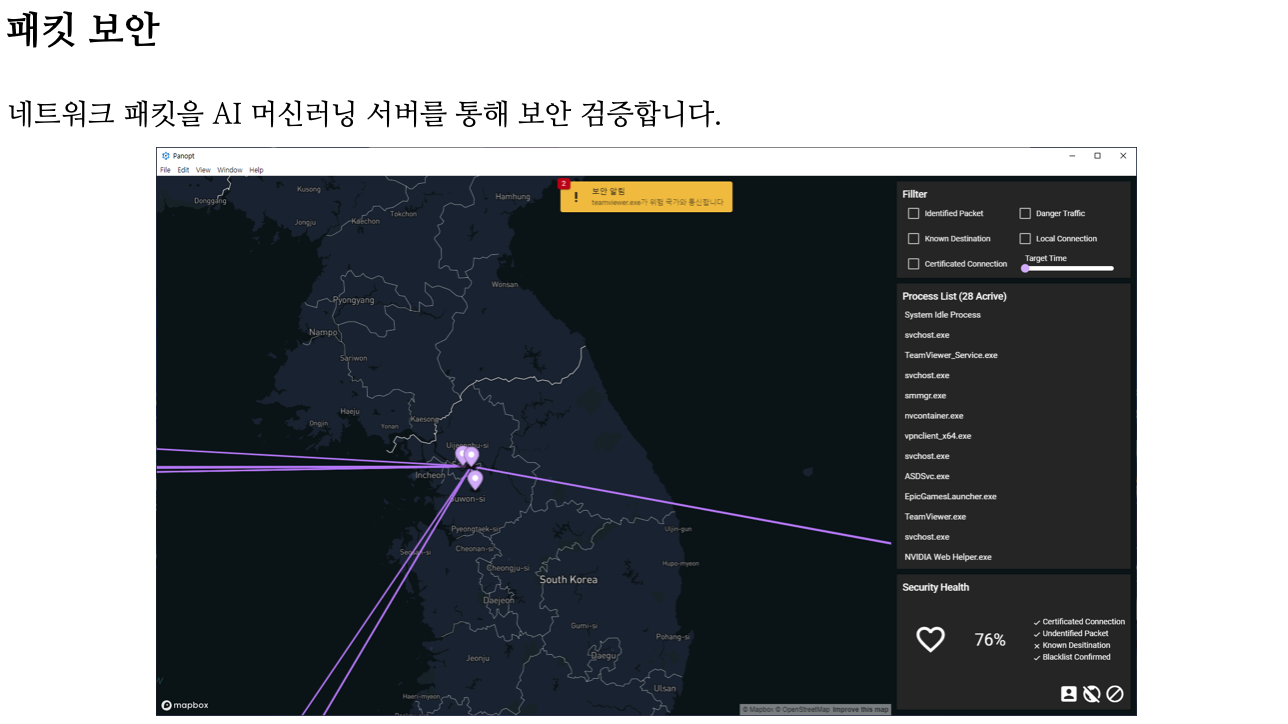 패킷 보안
네트워크 패킷을 AI 머신러닝 서버를 통해 보안 검증합니다.
Panopt
File Edit View Window Help
2
보안 알림
teamviewer.exe가 위험 국가와 통신합니다
Donggang
Kusong
Hamhung
Tokchon
Jongju
Kaechon
Wonsan
Pyongyang
Nampo
Sariwon
Haeju
Ongjin
Yonan
Kaesong
Uijeongbu-si
Incheon
Suwon-si
Pyeongtaek-si
Uljin-gun
Cheonan-si
Cheongju-si
Hupo-myeon
South Korea
Daejeon
Gumi-si
Pohang-si
Daegu
Jeonju
Ulsan
Haeri-myeon
mapbox
© Mapbox © OpenStreetMap Improve this map
Fillter
Identified Packet
Danger Traffic
Known Destination
Local Connection
Certificated Connection
Target Time
Process List (28 Acrive)
System Idle Process
svchost.exe
TeamViewer_Service.exe
svchost.exe
smmgr.exe
nvcontainer.exe
vpnclient_x64.exe
svchost.exe
ASDSvc.exe
EpicGamesLauncher.exe
TeamViewer.exe
svchost.exe
NVIDIA Web Helper.exe
Security Health
76%
Certificated Connection
Undentified Packet
Known Desitination
Blacklist Confirmed